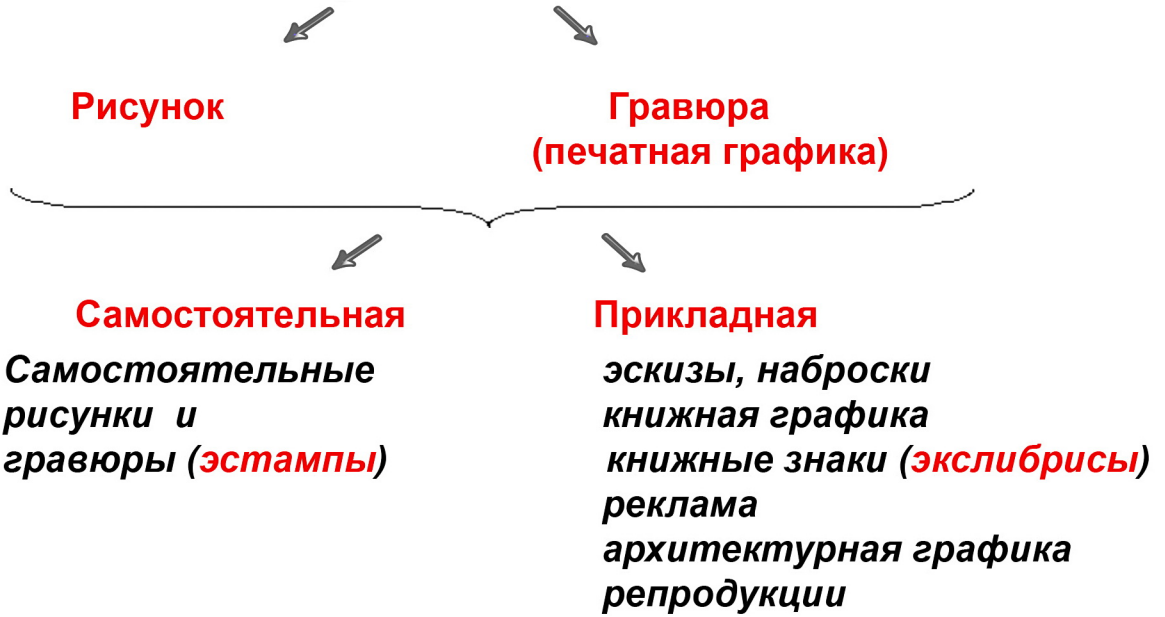 Рисунок
Гравюра
(печатная графика)
Самостоятельная
Прикладная
Самостоятельные
рисунки и
гравюры (эстампы)
эскизы, наброски
книжная графика
книжные знаки (экслибрисы)
реклама
архитектурная графика
репродукции